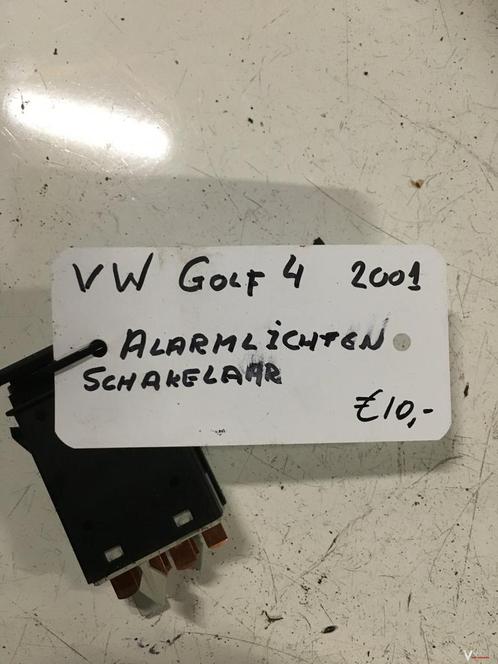 VW GOLF 4 2001
ALARMLICHTEN
SCHAKELAAR
€10,-